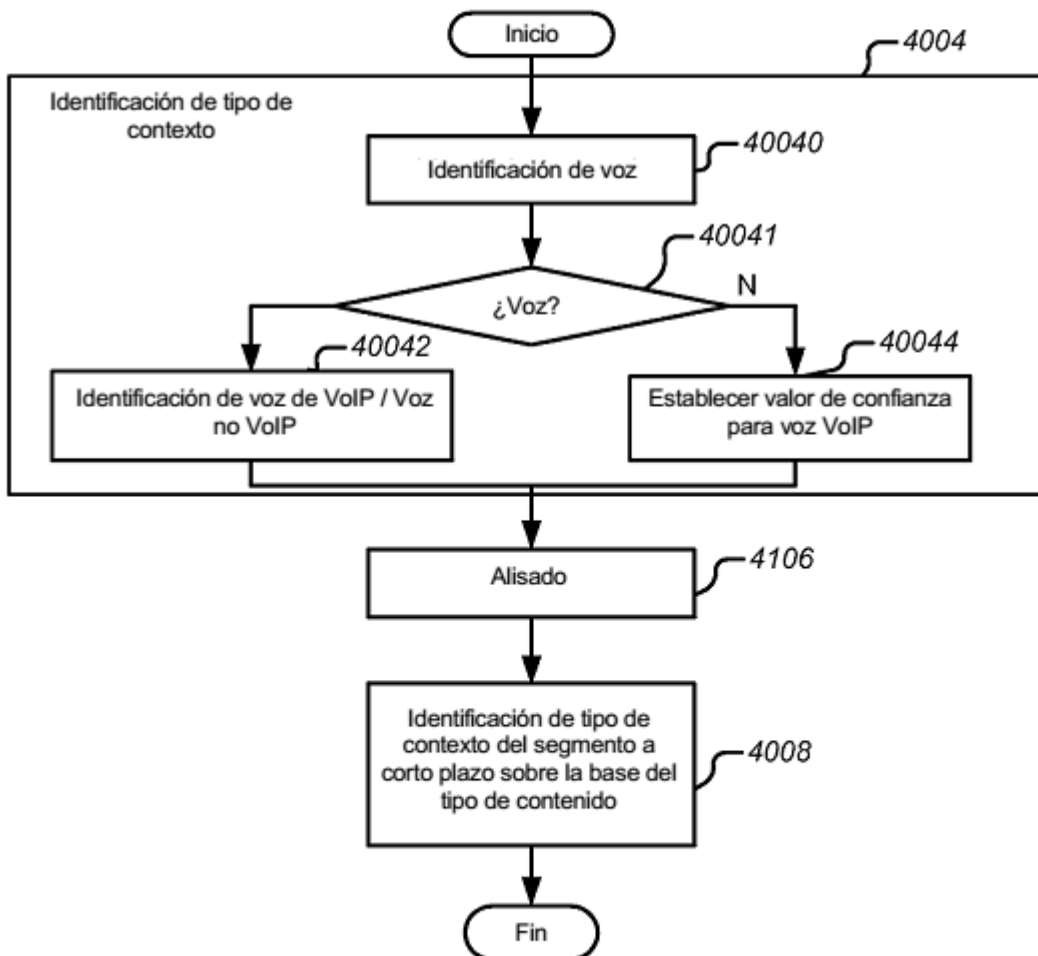 Inicio
4004
Identificación de tipo de
contexto
40040
Identificación de voz
40041
N
¿Voz?
40042
40044
Identificación de voz de VoIP / Voz
no VoIP
Establecer valor de confianza
para voz VoIP
4106
Alisado
Identificación de tipo de
contexto del segmento a
corto plazo sobre la base del
tipo de contenido
4008
Fin